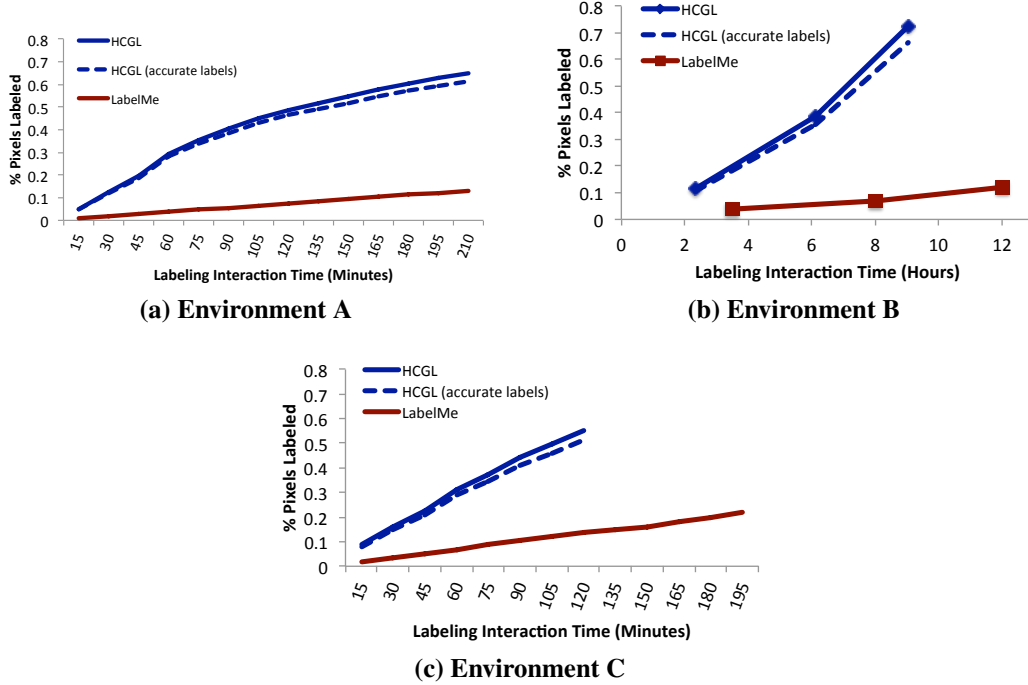 0.8
0.7
0.6
0.5
0.4
0.3
0.2
0.1
0
% Pixels Labeled
HCGL
HCGL (accurate labels)
LabelMe
15 30 45 60 75 90 105 120 135 150 165 180 195 210
Labeling Interaction Time (Minutes)
(a) Environment A
0.8
0.7
0.6
0.5
0.4
0.3
0.2
0.1
0
% Pixels Labeled
HCGL
HCGL (accurate labels)
LabelMe
0 2 4 6 8 10 12
Labeling Interaction Time (Hours)
(b) Environment B
0.8
0.7
0.6
0.5
0.4
0.3
0.2
0.1
0
% Pixels Labeled
HCGL
HCGL (accurate labels)
LabelMe
15 30 45 60 75 90 105 120 135 150 165 180 195
Labeling Interaction Time (Minutes)
(c) Environment C